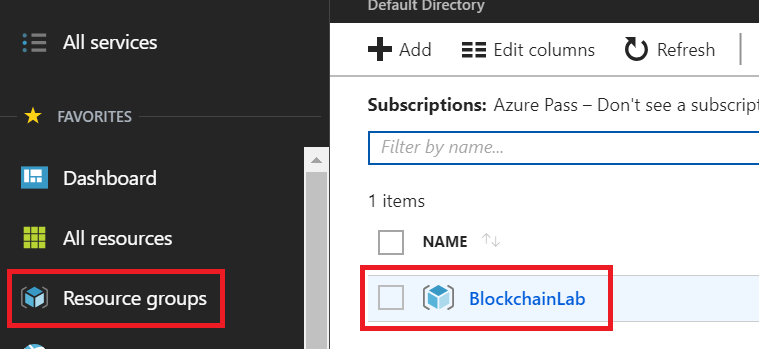 All services
FAVORITES
Dashboard
All resources
Resource groups
Default Directory
Add Edit columns Refresh
Subscriptions: Azure Pass – Don't see a
Filter by name...
1 items
NAME
BlockchainLab